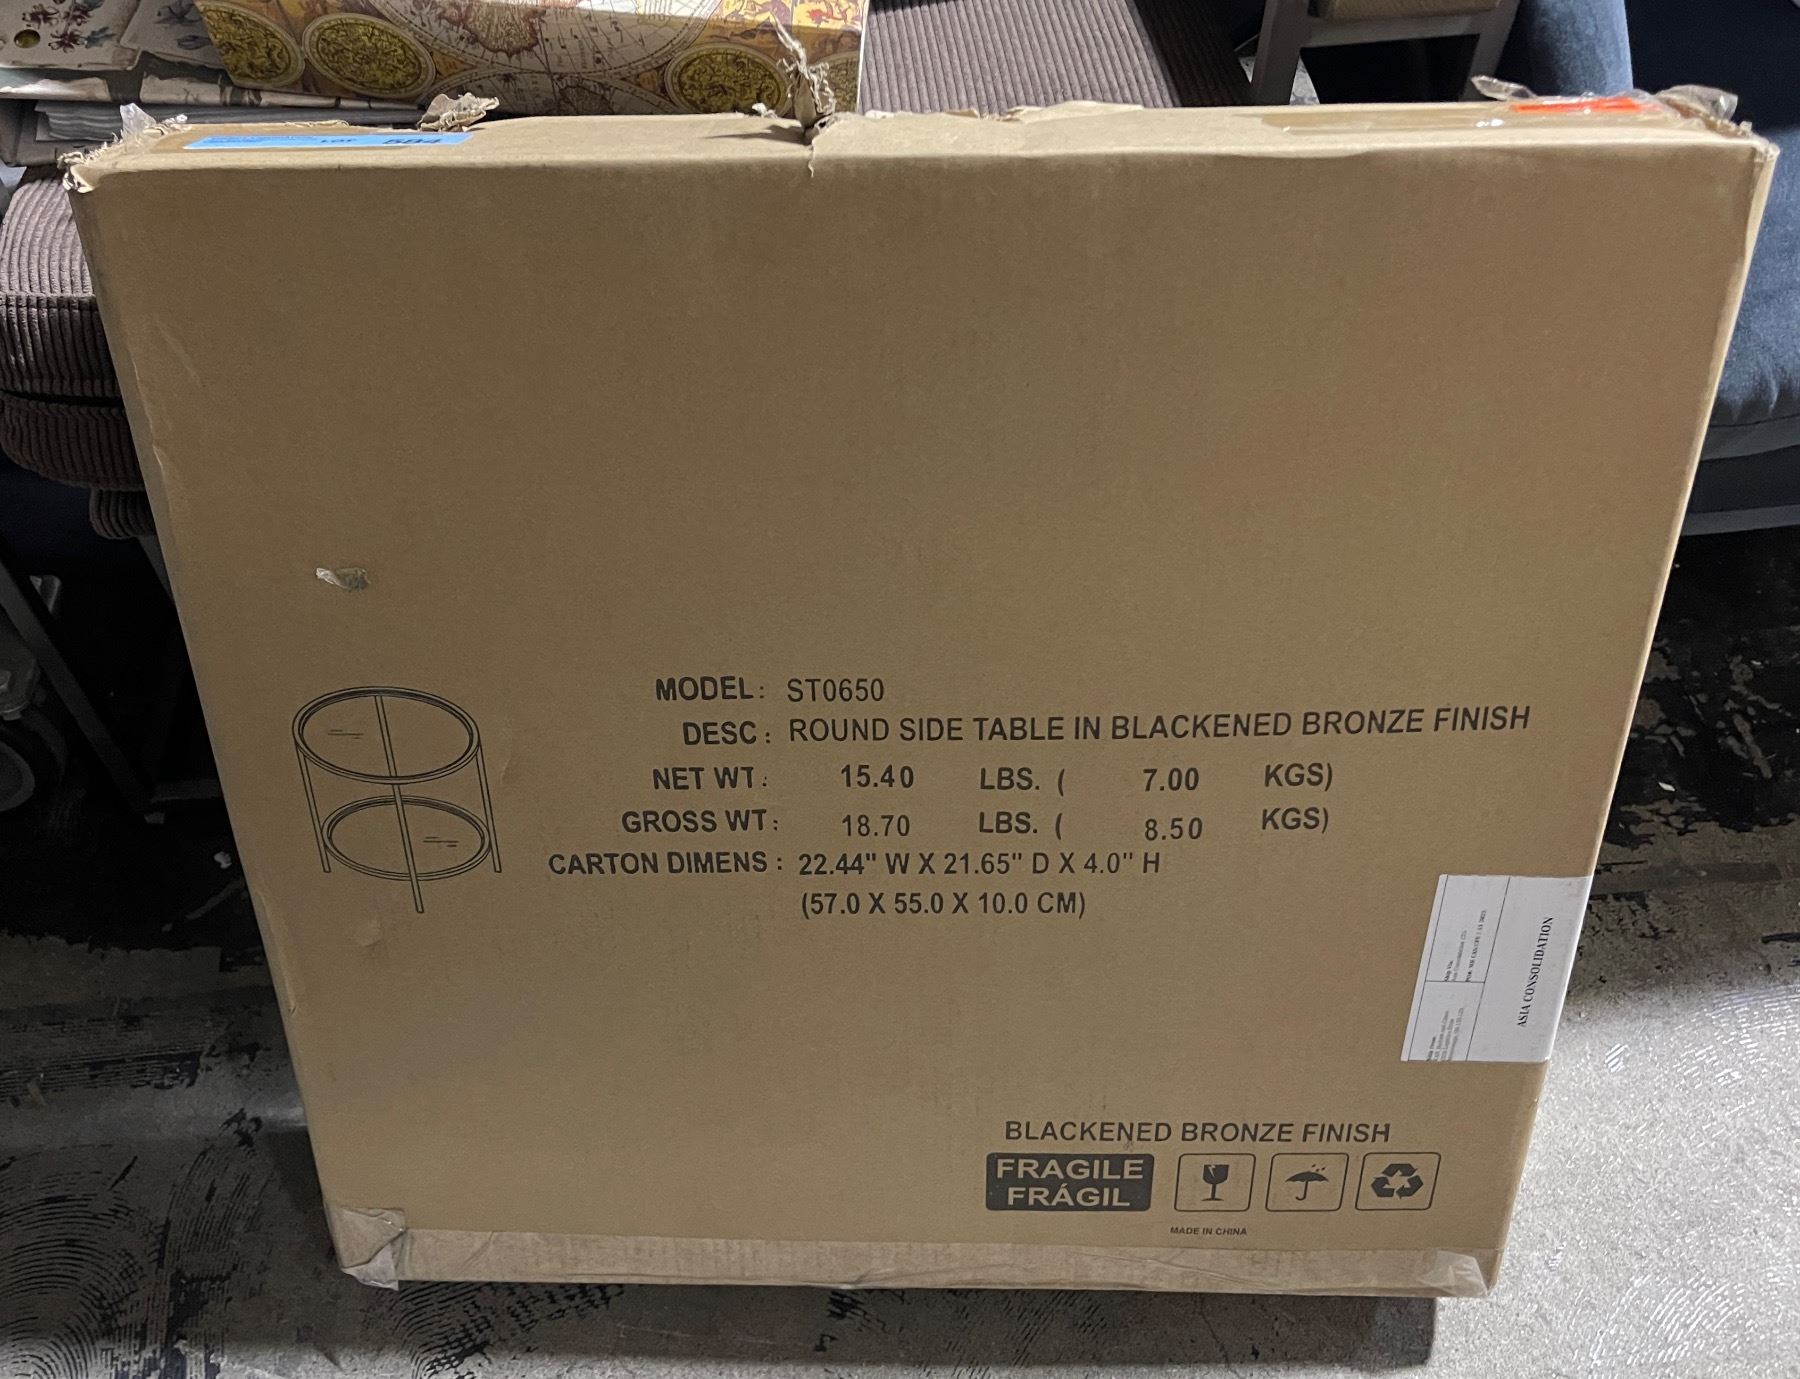 LOT 584
MODEL: ST0650
DESC: ROUND SIDE TABLE IN BLACKENED BRONZE FINISH
NET WT: 15.40 LBS. ( 7.00 KGS)
GROSS WT: 18.70 LBS. ( 8.50 KGS)
CARTON DIMENS: 22.44" W X 21.65" D X 4.0" H
(57.0 X 55.0 X 10.0 CM)
ASIA CONSOLIDATION
BLACKENED BRONZE FINISH
FRAGILE
FRÁGIL
MADE IN CHINA